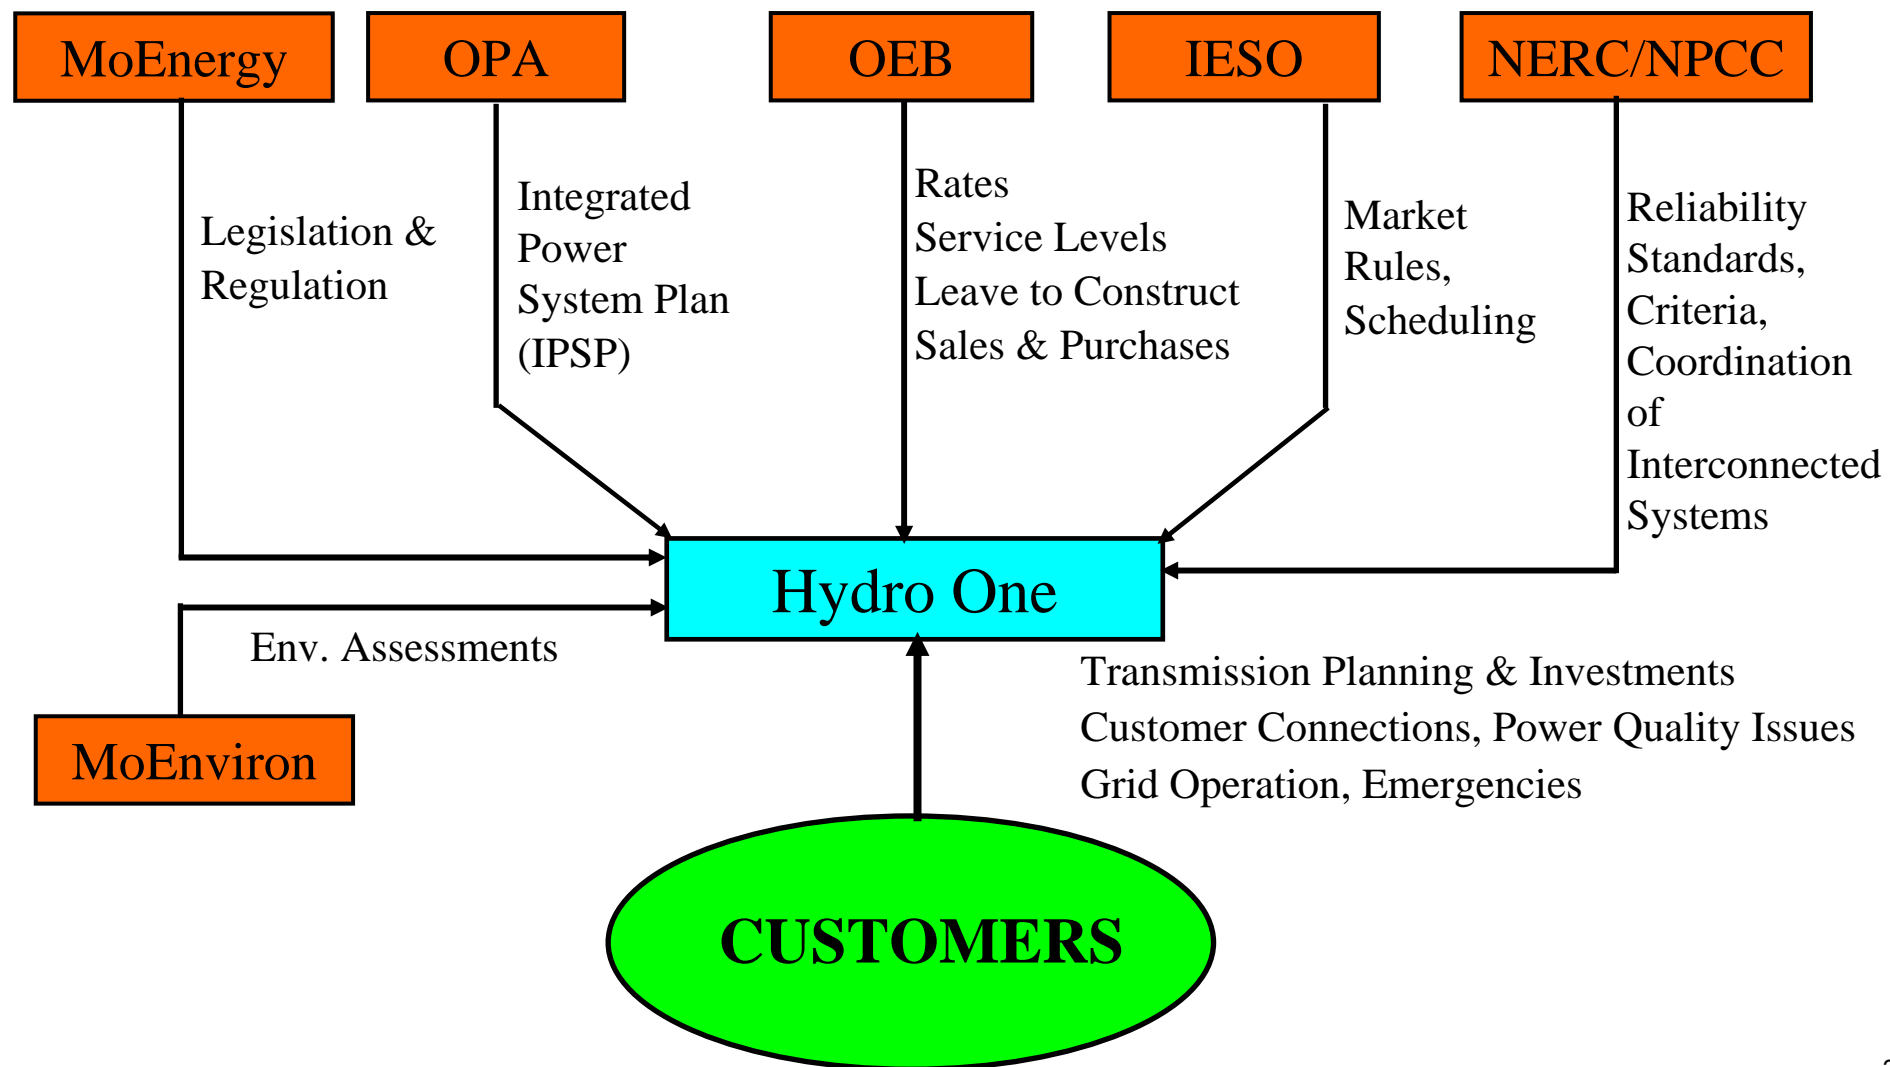 MoEnergy
OPA
OEB
IESO
NERC/NPCC
Legislation &
Regulation
Integrated
Power
System Plan
(IPSP)
Rates
Service Levels
Leave to Construct
Sales & Purchases
Market
Rules,
Scheduling
Reliability
Standards,
Criteria,
Coordination
of
Interconnected
Systems
Hydro One
Env. Assessments
MoEnviron
Transmission Planning & Investments
Customer Connections, Power Quality Issues
Grid Operation, Emergencies
CUSTOMERS